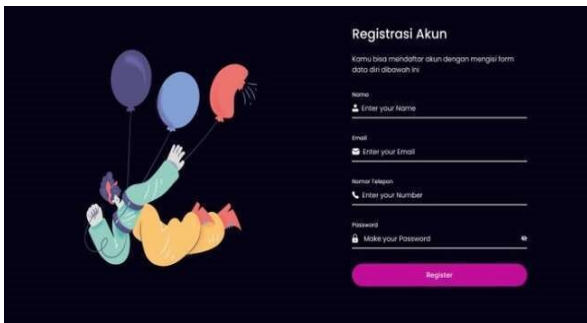 Registrasi Akun
Kamu bisa mendaftar akun dengan mengisi form
data diri dibawah ini
Nama
Enter your Name
Email
Enter your Email
Nomor Telepon
Enter your Number
Password
Make your Password
Register